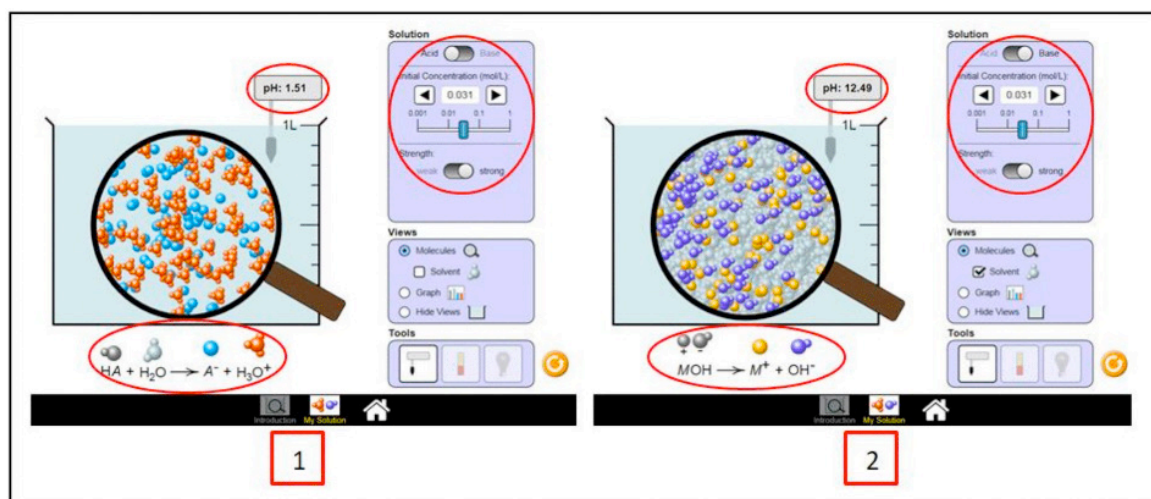 Solution
Acid Base
Initial Concentration (mol/L):
0.031
0.001 0.01 0.1 1
Strength:
weak strong
pH: 1.51
1L
Views
Molecules
Solvent
Graph
Hide Views
Tools
HA + H₂O → A⁻ + H₃O⁺
Introduction My Solution
1
Solution
Acid Base
Initial Concentration (mol/L):
0.031
0.001 0.01 0.1 1
Strength:
weak strong
pH: 12.49
1L
Views
Molecules
Solvent
Graph
Hide Views
Tools
+ −
MOH → M⁺ + OH⁻
Introduction My Solution
2